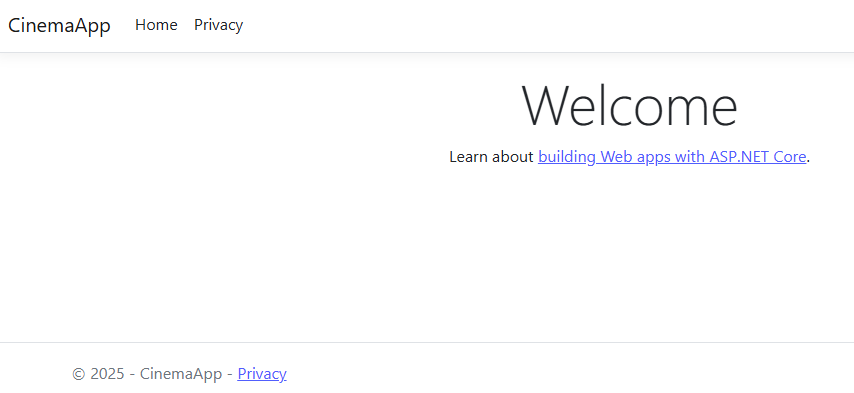 CinemaApp Home Privacy
Welcome
Learn about building Web apps with ASP.NET Core.
© 2025 - CinemaApp - Privacy